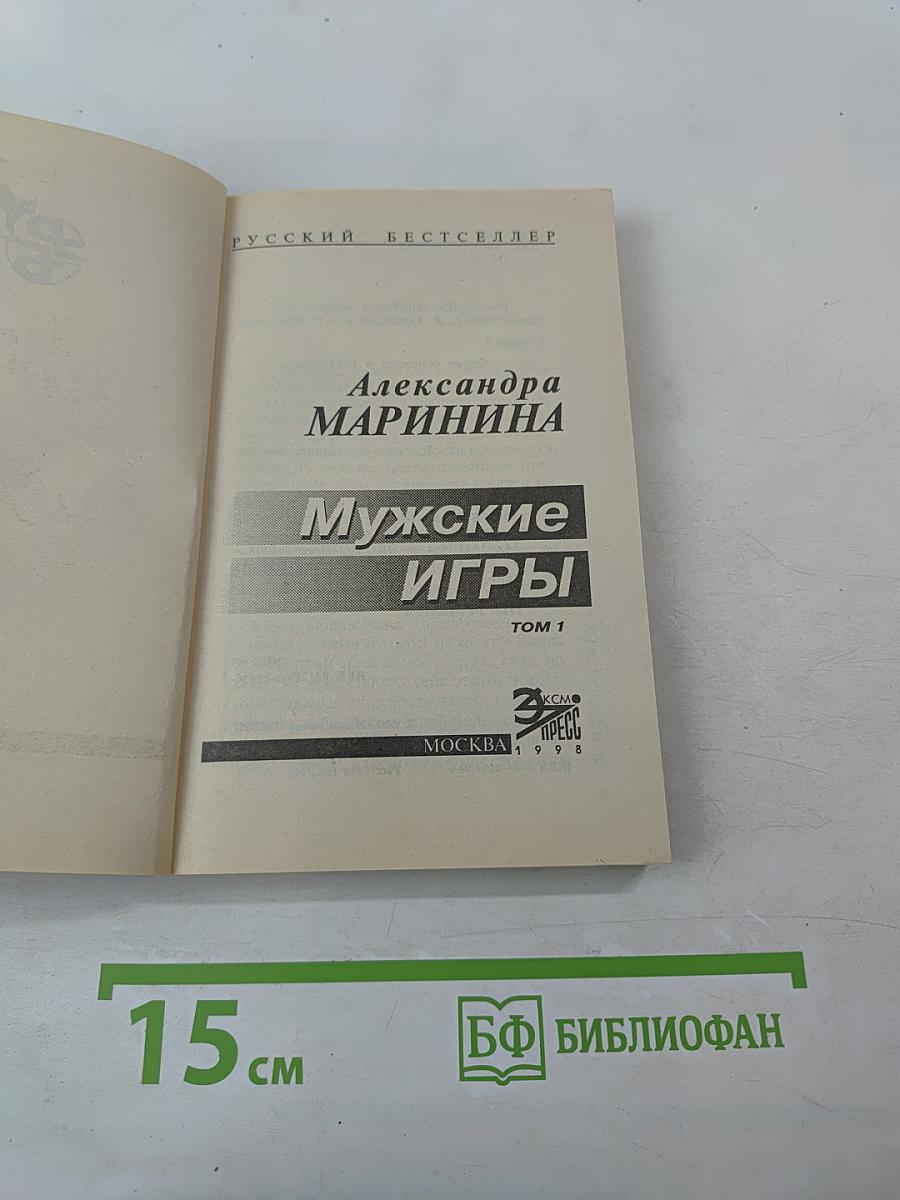 РУССКИЙ БЕСТСЕЛЛЕР
Александра
МАРИНИНА
Мужские
ИГРЫ
ТОМ 1
ЭКСМО
ПРЕСС
МОСКВА 1998
15 см
БФ БИБЛИОФАН